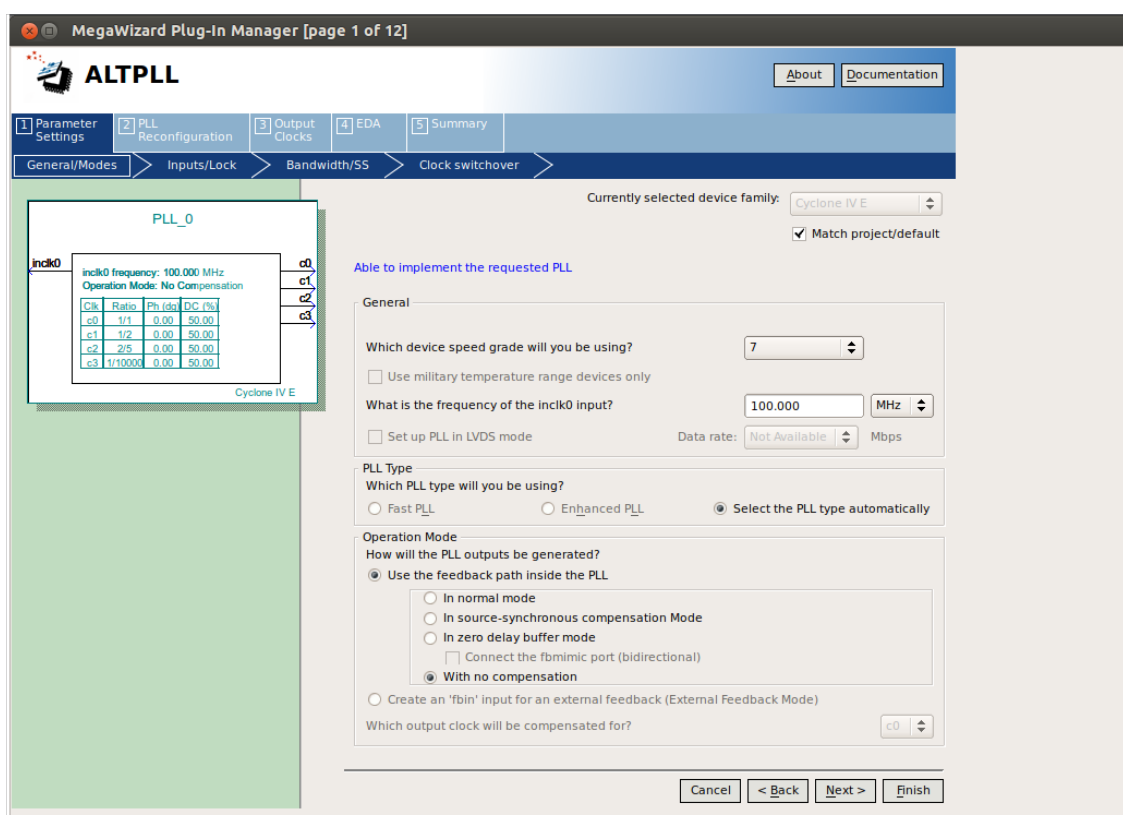 MegaWizard Plug-In Manager [page 1 of 12]
ALTPLL
About Documentation
1 Parameter Settings 2 PLL Reconfiguration 3 Output Clocks 4 EDA 5 Summary
General/Modes Inputs/Lock Bandwidth/SS Clock switchover
PLL_0
inclk0
inclk0 frequency: 100.000 MHz
Operation Mode: No Compensation
Clk Ratio Ph (dg) DC (%)
c0 1/1 0.00 50.00
c1 1/2 0.00 50.00
c2 2/5 0.00 50.00
c3 1/10000 0.00 50.00
c0
c1
c2
c3
Cyclone IV E
Currently selected device family: Cyclone IV E
Match project/default
Able to implement the requested PLL
General
Which device speed grade will you be using? 7
Use military temperature range devices only
What is the frequency of the inclk0 input? 100.000 MHz
Set up PLL in LVDS mode Data rate: Not Available Mbps
PLL Type
Which PLL type will you be using?
Fast PLL Enhanced PLL Select the PLL type automatically
Operation Mode
How will the PLL outputs be generated?
Use the feedback path inside the PLL
In normal mode
In source-synchronous compensation Mode
In zero delay buffer mode
Connect the fbmimic port (bidirectional)
With no compensation
Create an 'fbin' input for an external feedback (External Feedback Mode)
Which output clock will be compensated for? c0
Cancel < Back Next > Finish